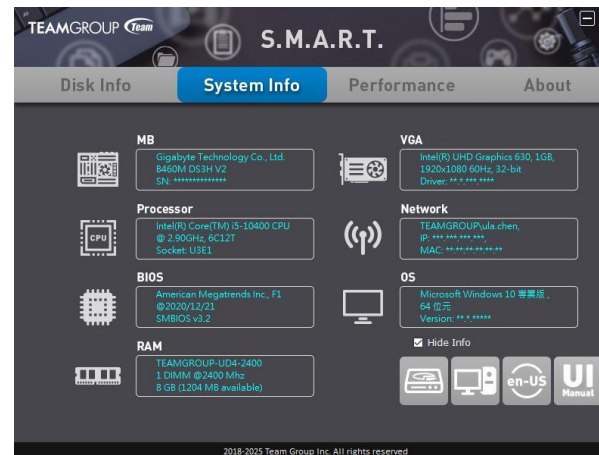 TEAMGROUP Team
S.M.A.R.T.
Disk Info
System Info
Performance
About
MB
Gigabyte Technology Co., Ltd.
B460M DS3H V2
SN: **************
Processor
Intel(R) Core(TM) i5-10400 CPU
@ 2.90GHz, 6C12T
Socket: U3E1
CPU
BIOS
American Megatrends Inc., F1
@2020/12/21
SMBIOS v3.2
RAM
TEAMGROUP-UD4-2400
1 DIMM @2400 Mhz
8 GB (1204 MB available)
VGA
Intel(R) UHD Graphics 630, 1GB,
1920x1080 60Hz, 32-bit
Driver: **.*.***.****
Network
TEAMGROUP\ula.chen,
IP: ***.***.***.***,
MAC: **:**:**:**:**:**
OS
Microsoft Windows 10 專業版 ,
64 位元
Version: **.*.*****
Hide Info
en-US
UI
Manual
2018-2025 Team Group Inc. All rights reserved